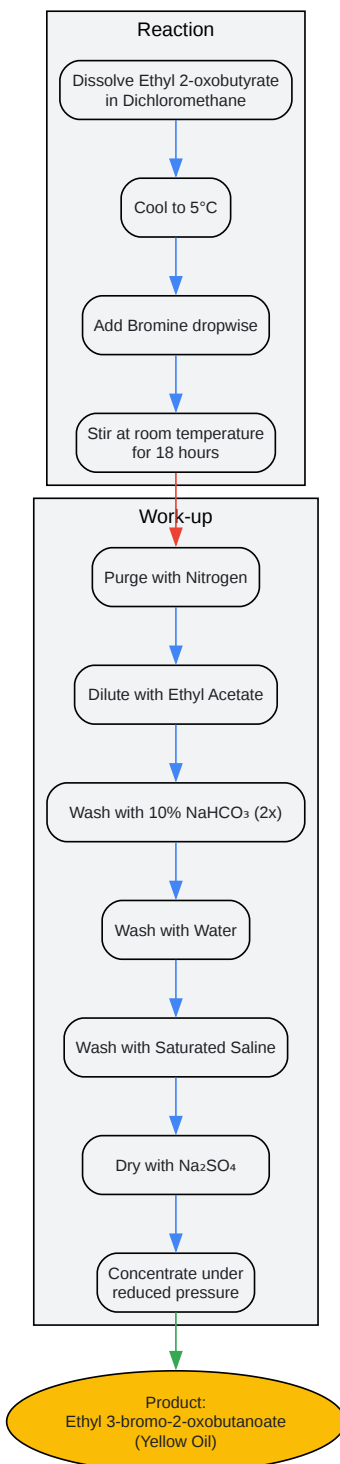 Reaction
Dissolve Ethyl 2-oxobutyrate
in Dichloromethane
Cool to 5°C
Add Bromine dropwise
Stir at room temperature
for 18 hours
Work-up
Purge with Nitrogen
Dilute with Ethyl Acetate
Wash with 10% NaHCO₃ (2x)
Wash with Water
Wash with Saturated Saline
Dry with Na₂SO₄
Concentrate under
reduced pressure
Product:
Ethyl 3-bromo-2-oxobutanoate
(Yellow Oil)